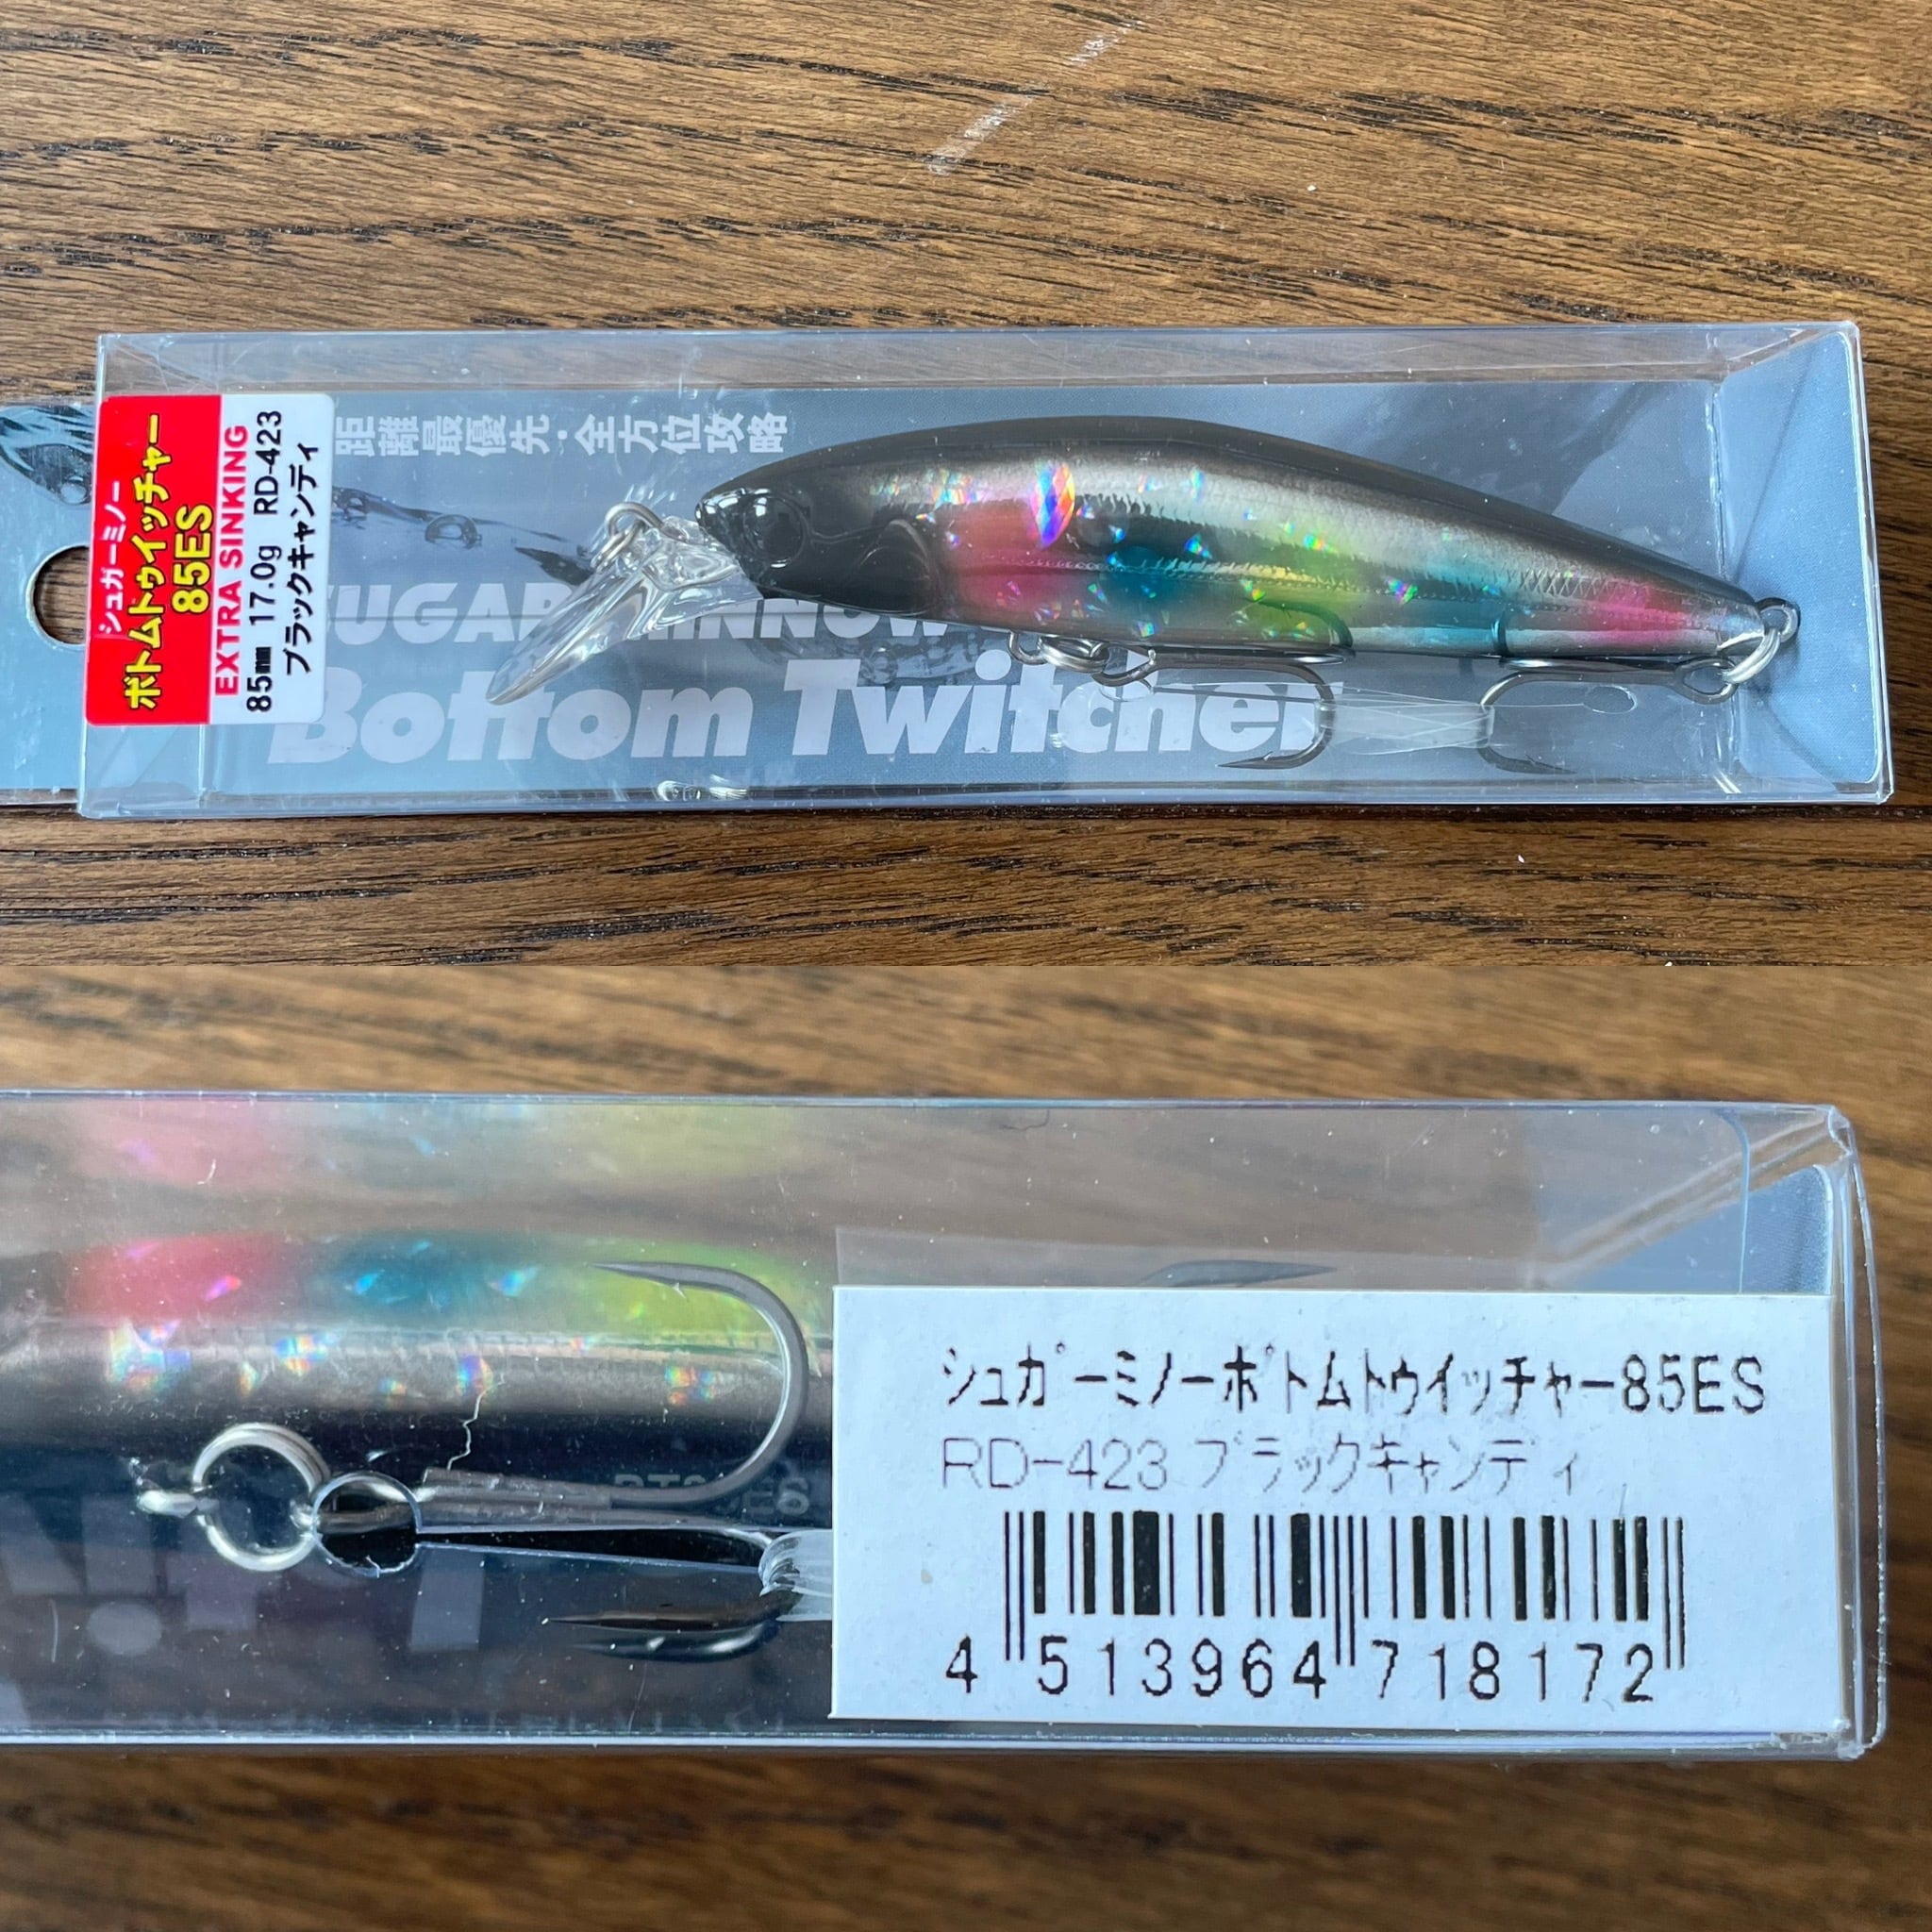 シュガーミノー
ボトムトゥイッチャー
85ES
EXTRA SINKING
85mm 17.0g RD-423
ブラックキャンディ
距離最優先・全方位攻略
SUGAR MINNOW
Bottom Twitcher
シュガーミノーボトムトゥイッチャー85ES
RD-423 ブラックキャンディ
4 513964 718172